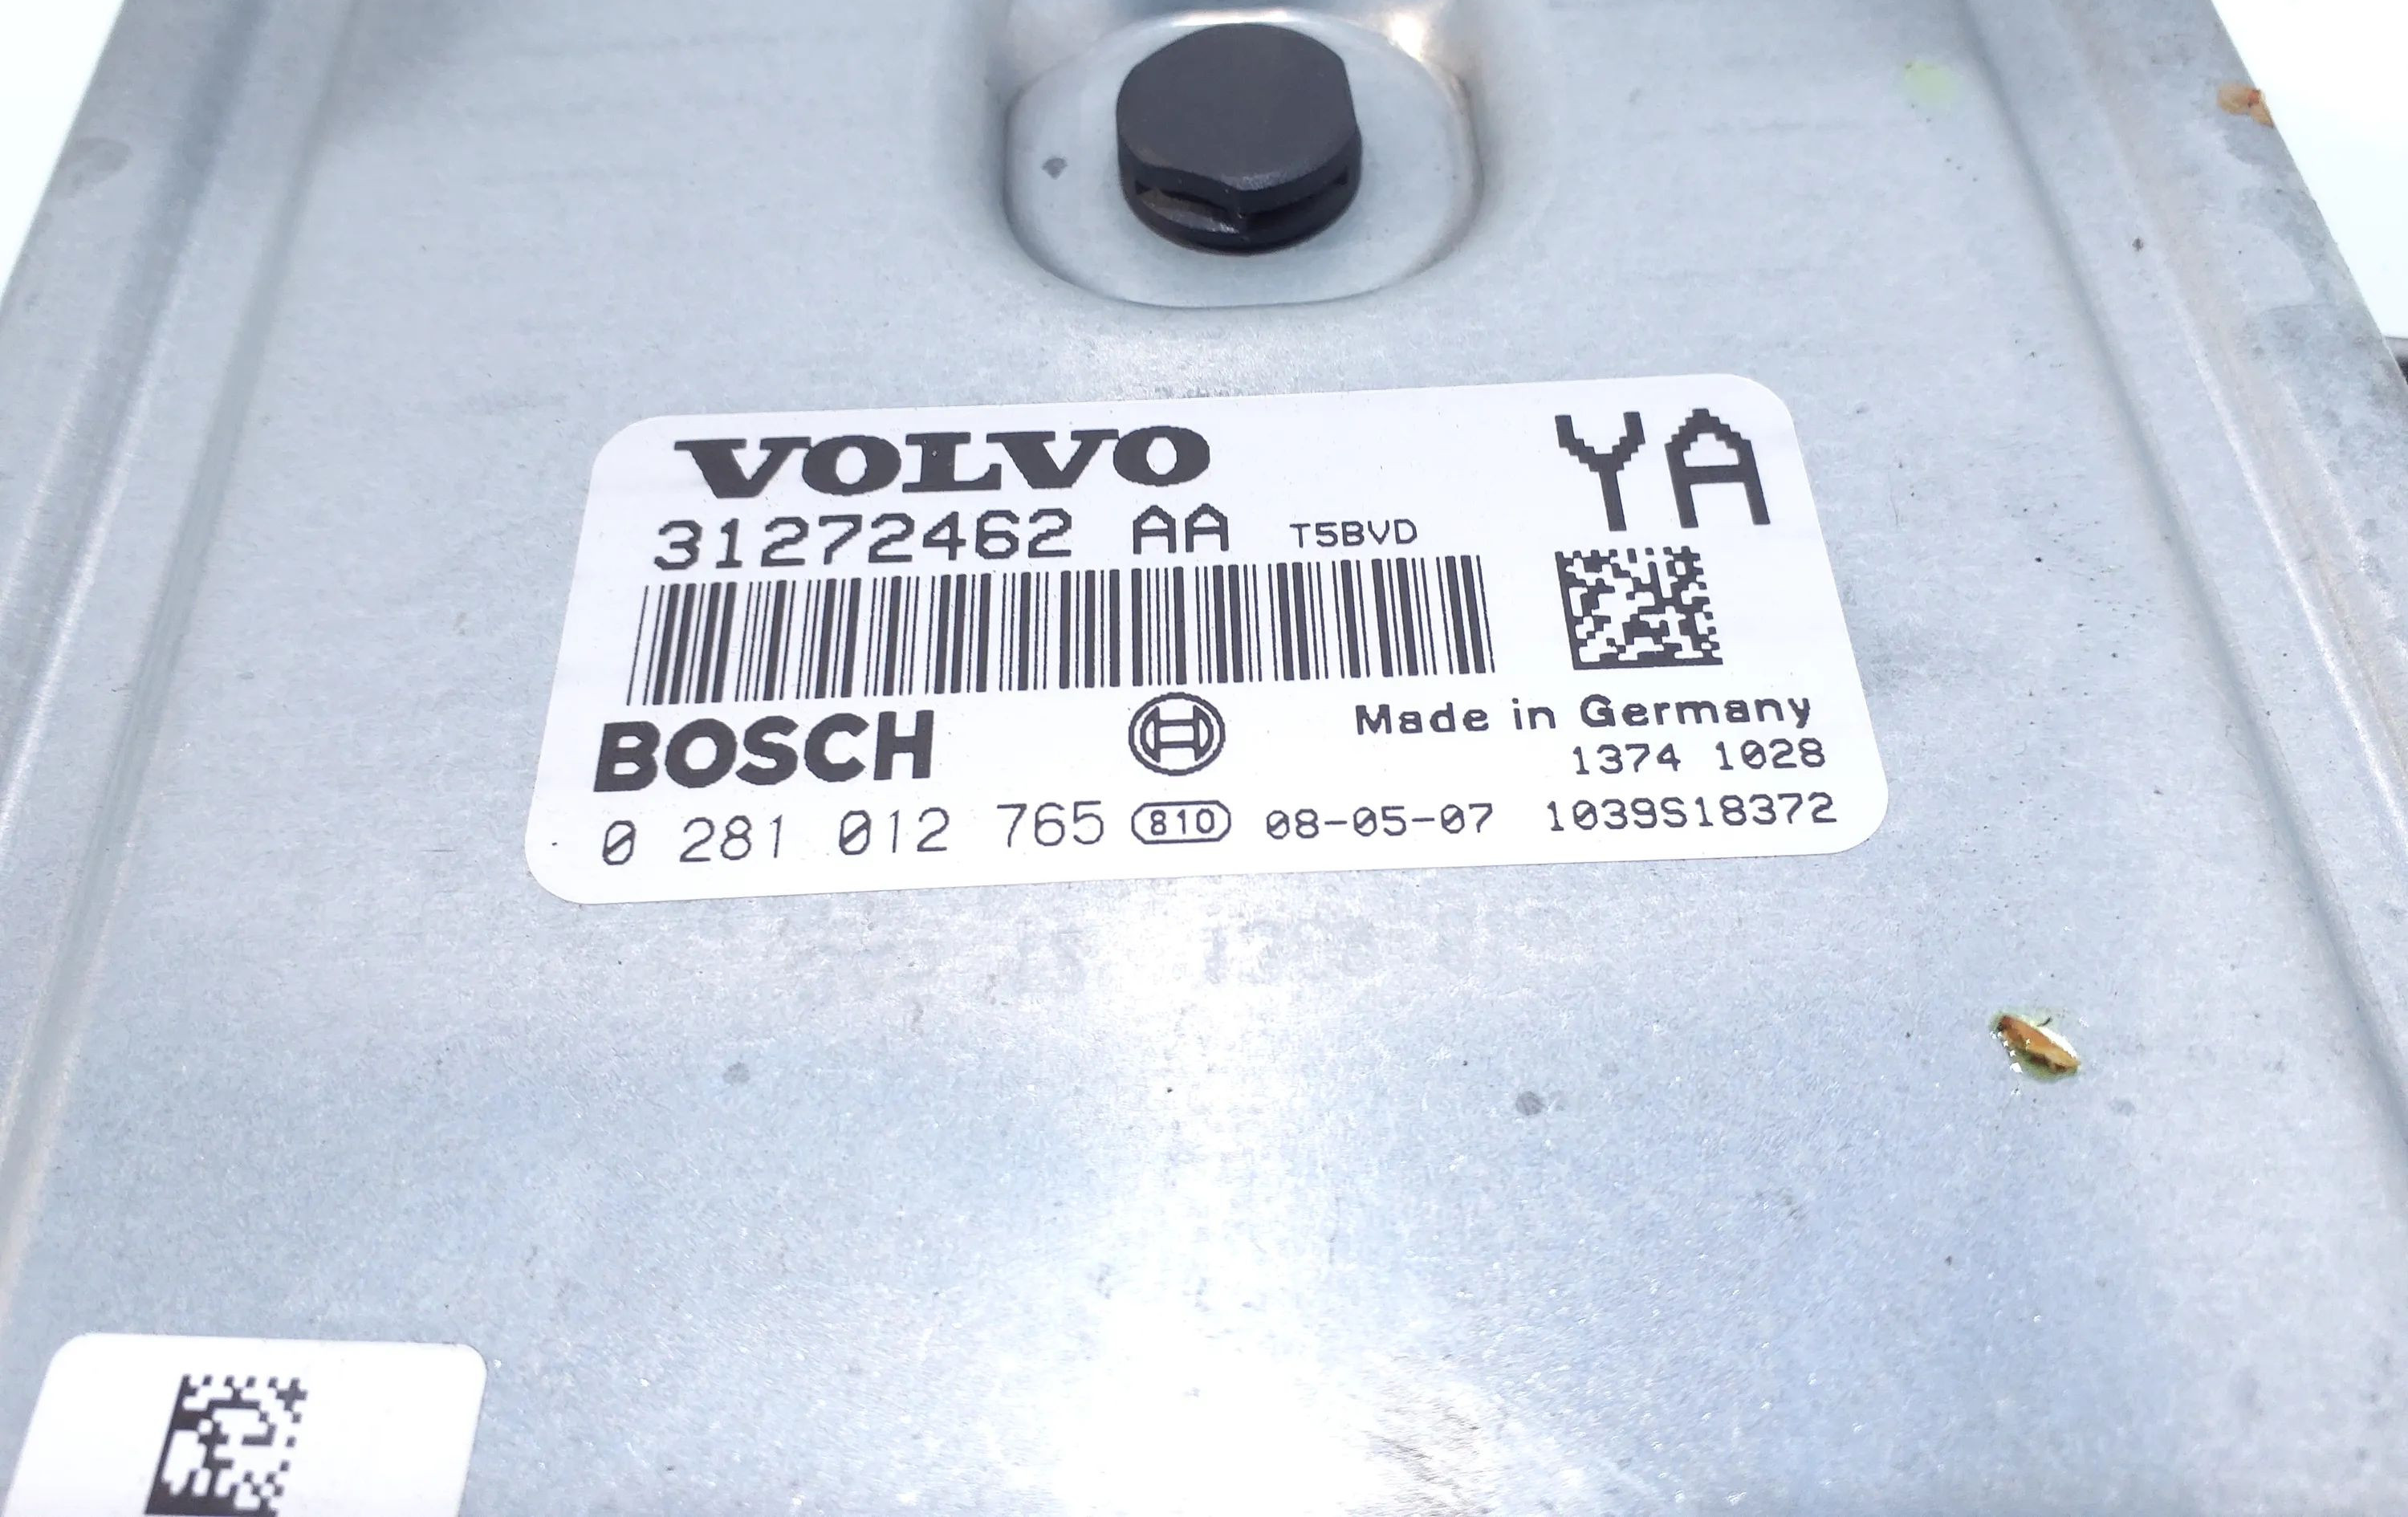 VOLVO
YA
31272462 AA T5BVD
BOSCH
Made in Germany
1374 1028
0 281 012 765 810 08-05-07 1039S18372